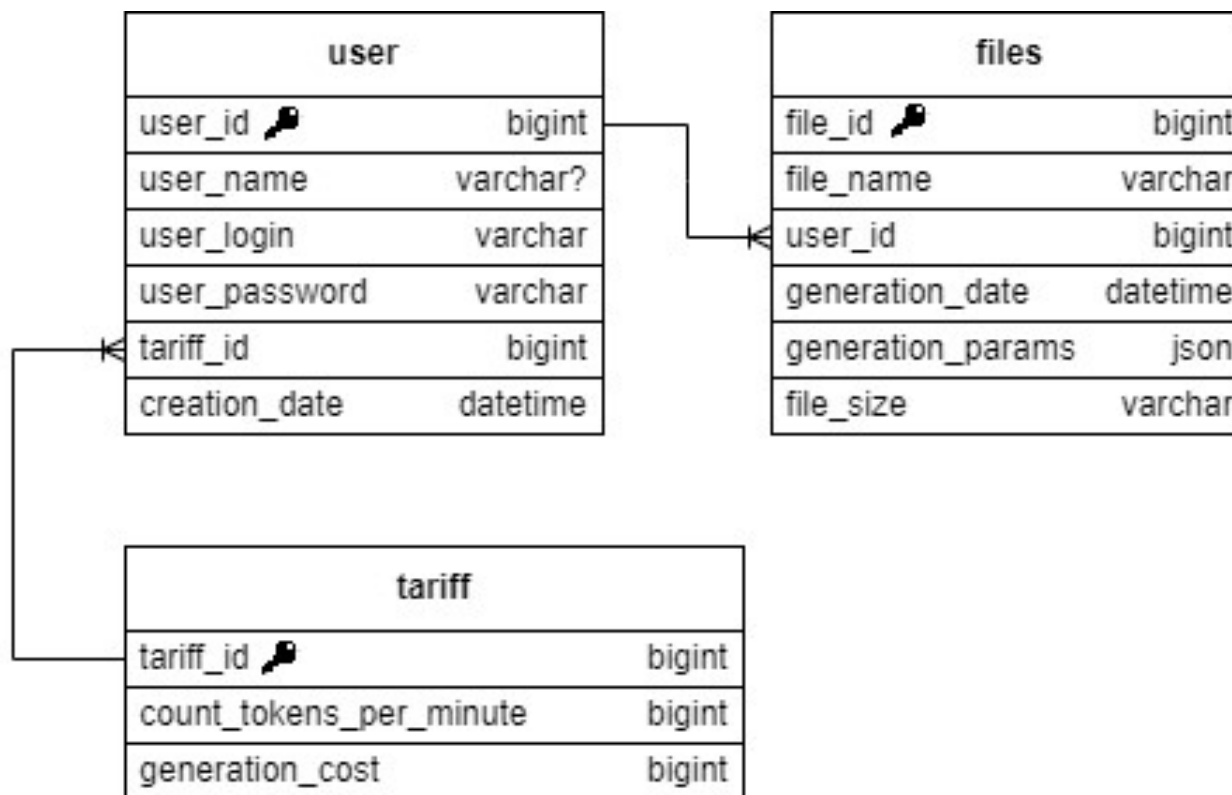 user
user_id bigint
user_name varchar?
user_login varchar
user_password varchar
tariff_id bigint
creation_date datetime
files
file_id bigint
file_name varchar
user_id bigint
generation_date datetime
generation_params json
file_size varchar
tariff
tariff_id bigint
count_tokens_per_minute bigint
generation_cost bigint